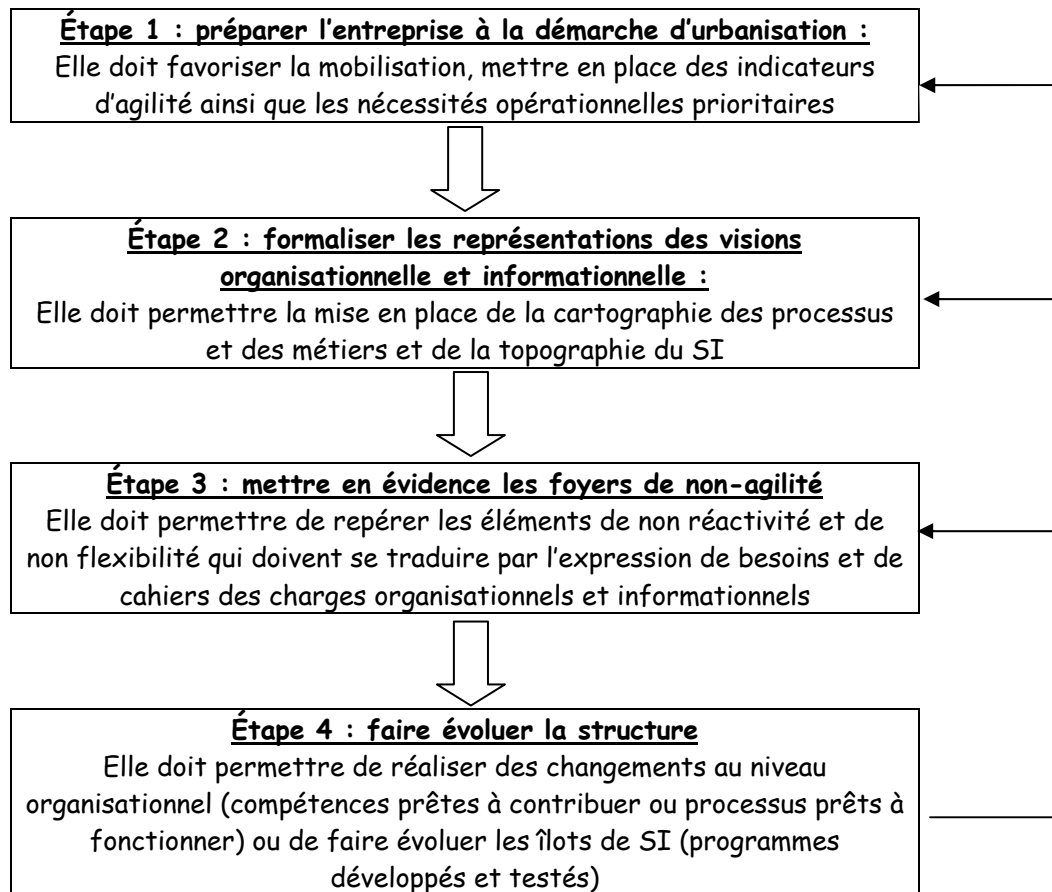 Étape 1 : préparer l'entreprise à la démarche d'urbanisation :
Elle doit favoriser la mobilisation, mettre en place des indicateurs
d'agilité ainsi que les nécessités opérationnelles prioritaires
Étape 2 : formaliser les représentations des visions
organisationnelle et informationnelle :
Elle doit permettre la mise en place de la cartographie des processus
et des métiers et de la topographie du SI
Étape 3 : mettre en évidence les foyers de non-agilité
Elle doit permettre de repérer les éléments de non réactivité et de
non flexibilité qui doivent se traduire par l'expression de besoins et de
cahiers des charges organisationnels et informationnels
Étape 4 : faire évoluer la structure
Elle doit permettre de réaliser des changements au niveau
organisationnel (compétences prêtes à contribuer ou processus prêts à
fonctionner) ou de faire évoluer les îlots de SI (programmes
développés et testés)